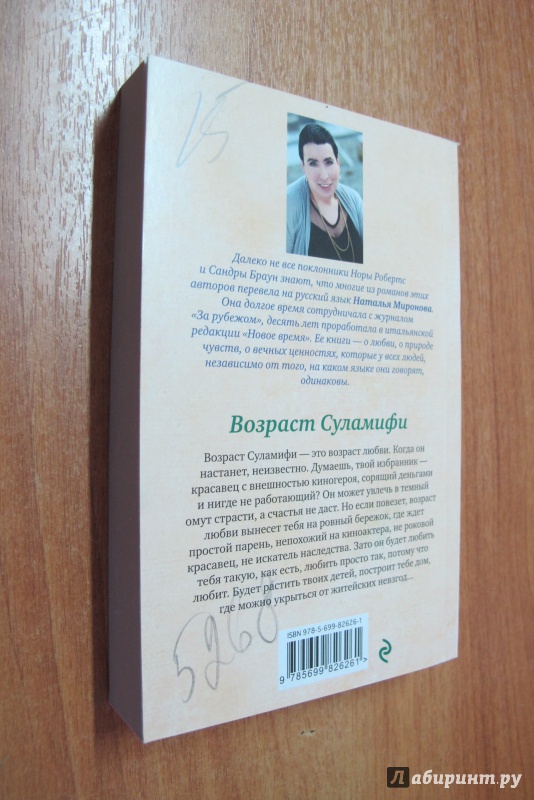 15
Далеко не все поклонники Норы Робертс
и Сандры Браун знают, что многие из романов этих
авторов перевела на русский язык Наталья Миронова.
Она долгое время сотрудничала с журналом
«За рубежом», десять лет проработала в итальянской
редакции «Новое время». Ее книги — о любви, о природе
чувств, о вечных ценностях, которые у всех людей,
независимо от того, на каком языке они говорят,
одинаковы.
Возраст Суламифи
Возраст Суламифи — это возраст любви. Когда он
настанет, неизвестно. Думаешь, твой избранник —
красавец с внешностью киногероя, сорящий деньгами
и нигде не работающий? Он может увлечь в темный
омут страсти, а счастья не даст. Но если повезет, возраст
любви вынесет тебя на ровный бережок, где ждет
простой парень, непохожий на киноактера, не роковой
красавец, не искатель наследства. Зато он будет любить
тебя такую, как есть, любить просто так, потому что
любит. Будет растить твоих детей, построит тебе дом,
где можно укрыться от житейских невзгод...
5268
ISBN 978-5-699-82626-1
9 785699 826261 >
Лабиринт.ру